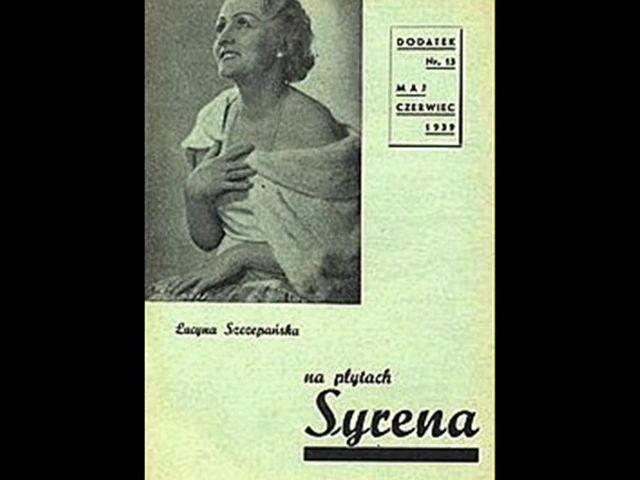 DODATEK
Nr. 13
MAJ
CZERWIEC
1939
Lucyna Szczepańska
na płytach
Syrena